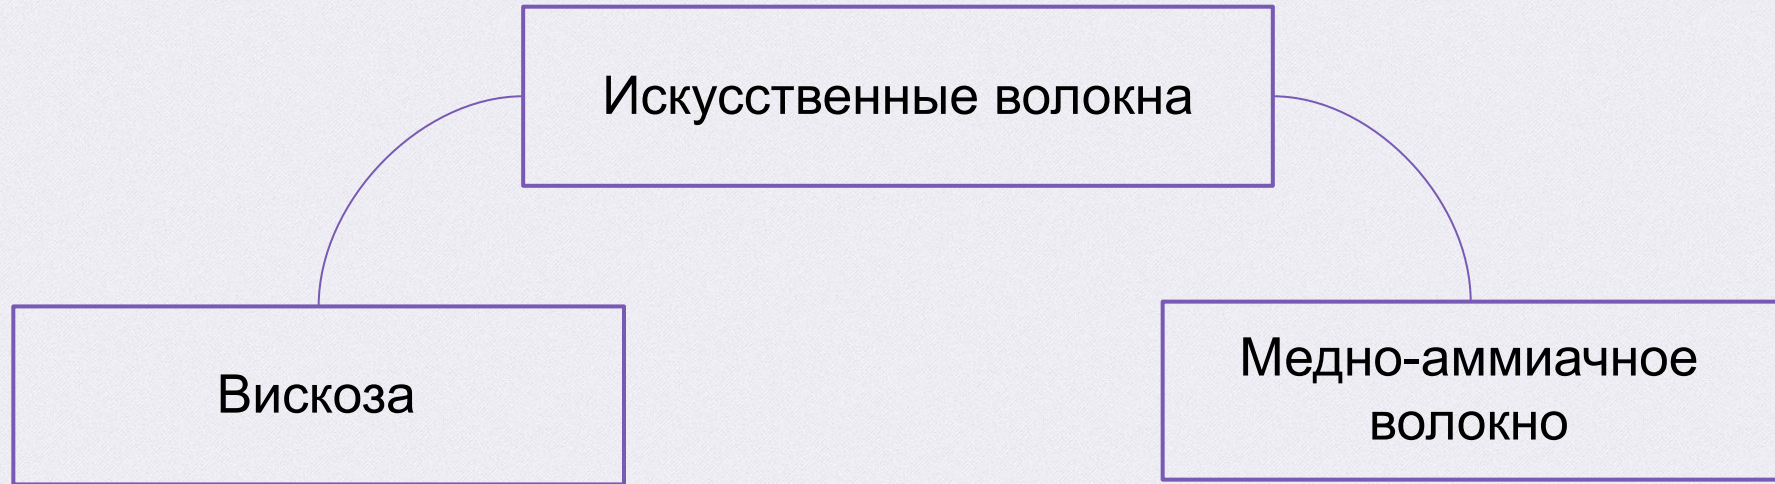 Искусственные волокна
Вискоза
Медно-аммиачное
волокно